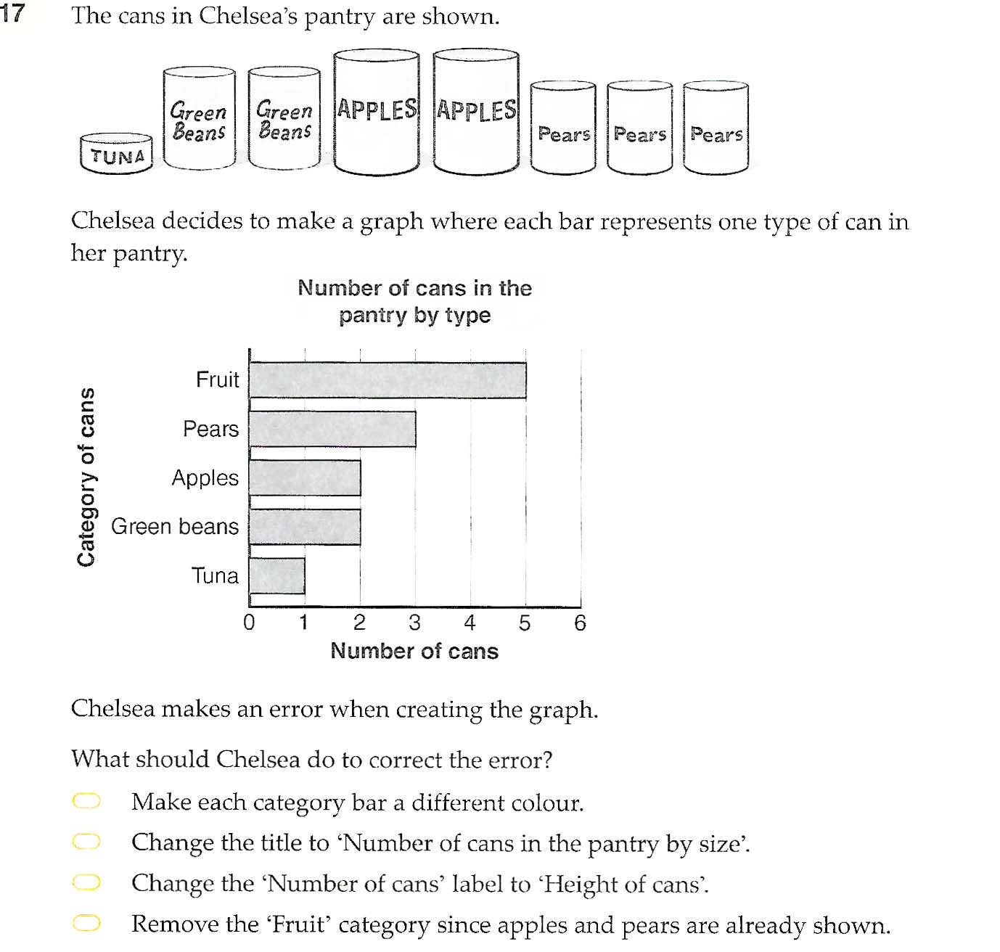 17 The cans in Chelsea's pantry are shown.
TUNA
Green
Beans
Green
Beans
APPLES
APPLES
Pears
Pears
Pears
Chelsea decides to make a graph where each bar represents one type of can in
her pantry.
Number of cans in the
pantry by type
Category of cans
Fruit
Pears
Apples
Green beans
Tuna
0 1 2 3 4 5 6
Number of cans
Chelsea makes an error when creating the graph.
What should Chelsea do to correct the error?
Make each category bar a different colour.
Change the title to ‘Number of cans in the pantry by size’.
Change the ‘Number of cans’ label to ‘Height of cans’.
Remove the ‘Fruit’ category since apples and pears are already shown.